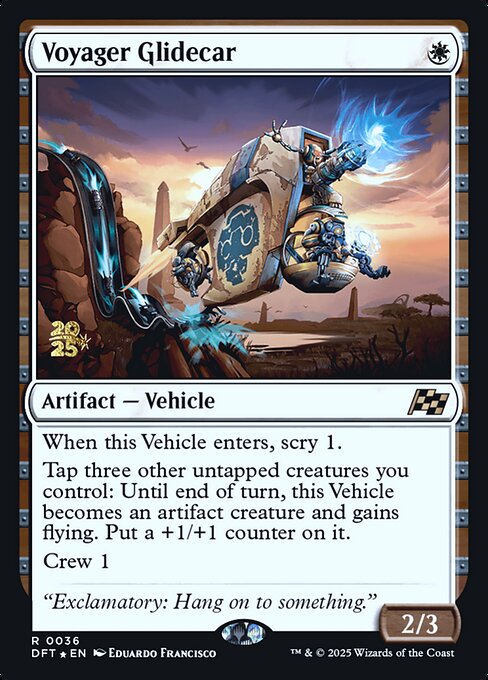 Voyager Glidecar
2025
Artifact — Vehicle
When this Vehicle enters, scry 1.
Tap three other untapped creatures you
control: Until end of turn, this Vehicle
becomes an artifact creature and gains
flying. Put a +1/+1 counter on it.
Crew 1
“Exclamatory: Hang on to something.”
2/3
R 0036
DFT★EN Eduardo Francisco
™ & © 2025 Wizards of the Coast